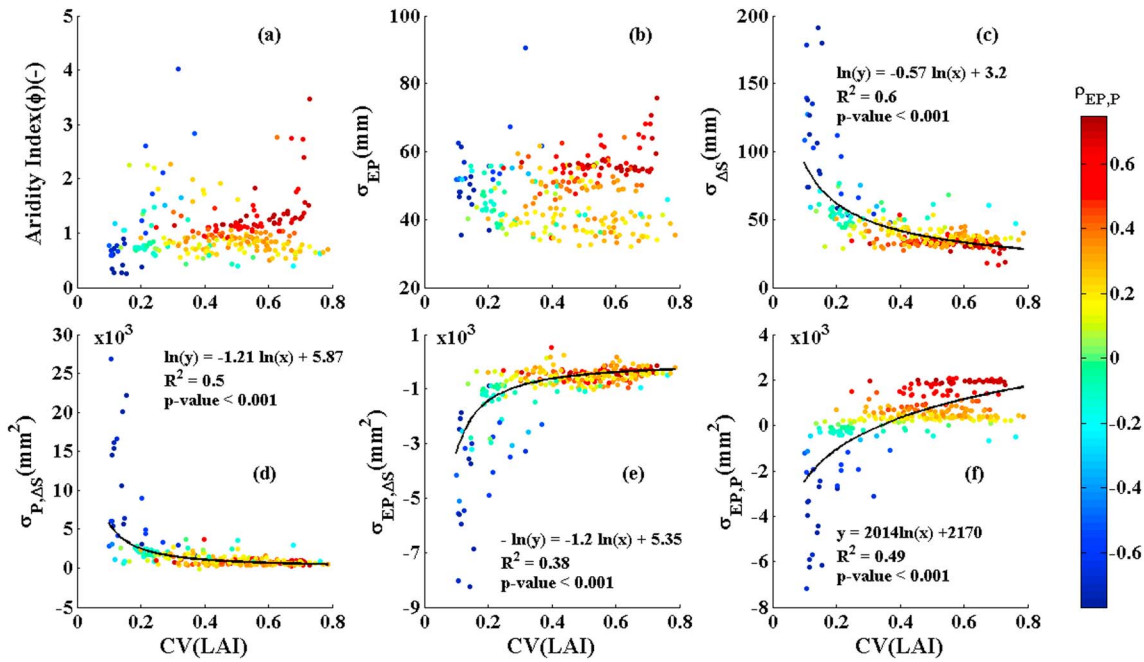 (a)
Aridity Index(ϕ)(-)
5
4
3
2
1
0
0 0.2 0.4 0.6 0.8
(b)
σEP(mm)
100
80
60
40
20
0 0.2 0.4 0.6 0.8
(c)
σΔS(mm)
200
150
100
50
0
0 0.2 0.4 0.6 0.8
ln(y) = -0.57 ln(x) + 3.2
R² = 0.6
p-value < 0.001
ρEP,P
0.6
0.4
0.2
0
-0.2
-0.4
-0.6
x10³
(d)
σP,ΔS(mm²)
30
25
20
15
10
5
0
-5
0 0.2 0.4 0.6 0.8
CV(LAI)
ln(y) = -1.21 ln(x) + 5.87
R² = 0.5
p-value < 0.001
x10³
(e)
σEP,ΔS(mm²)
1
-1
-3
-5
-7
-9
0 0.2 0.4 0.6 0.8
CV(LAI)
- ln(y) = -1.2 ln(x) + 5.35
R² = 0.38
p-value < 0.001
x10³
(f)
σEP,P(mm²)
4
2
0
-2
-4
-6
-8
0 0.2 0.4 0.6 0.8
CV(LAI)
y = 2014ln(x) +2170
R² = 0.49
p-value < 0.001